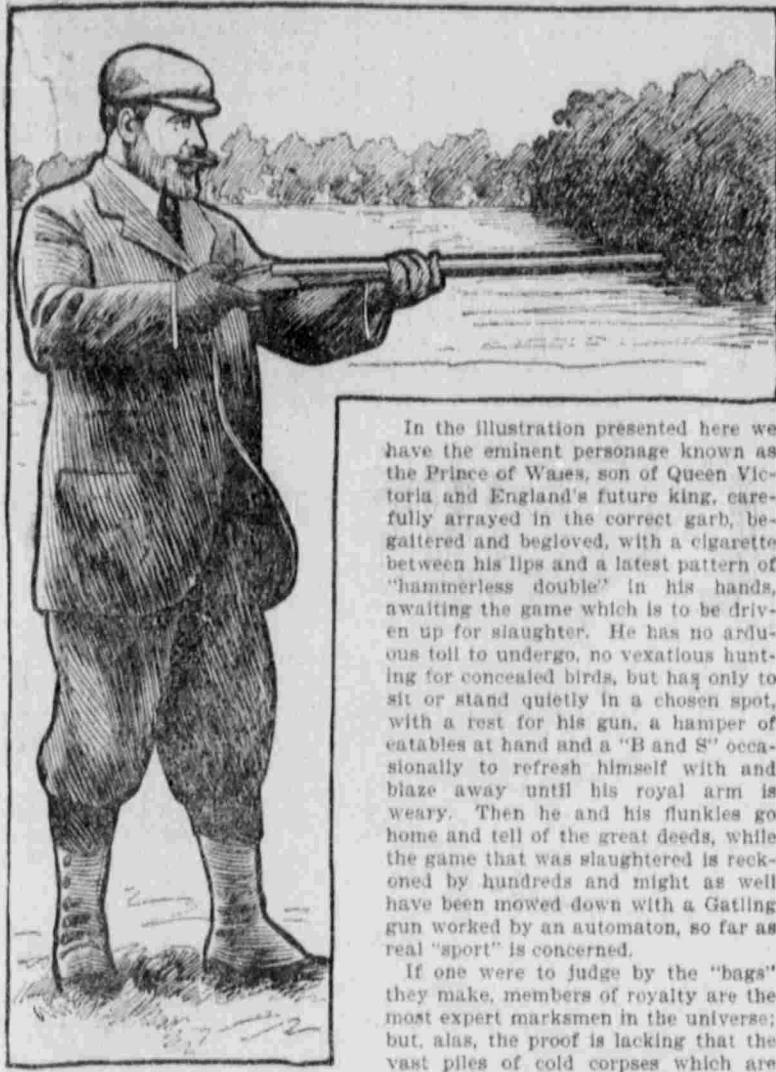 In the illustration presented here we
have the eminent personage known as
the Prince of Wales, son of Queen Vic-
toria and England's future king, care-
fully arrayed in the correct garb, be-
gaitered and begloved, with a cigarette
between his lips and a latest pattern of
"hammerless double" in his hands,
awaiting the game which is to be driv-
en up for slaughter. He has no ardu-
ous toil to undergo, no vexatious hunt-
ing for concealed birds, but has only to
sit or stand quietly in a chosen spot,
with a rest for his gun, a hamper of
eatables at hand and a "B and S" occa-
sionally to refresh himself with and
blaze away until his royal arm is
weary. Then he and his flunkies go
home and tell of the great deeds, while
the game that was slaughtered is reck-
oned by hundreds and might as well
have been mowed down with a Gatling
gun worked by an automaton, so far as
real "sport" is concerned.
If one were to judge by the "bags"
they make, members of royalty are the
most expert marksmen in the universe;
but, alas, the proof is lacking that the
vast piles of cold corpses which are